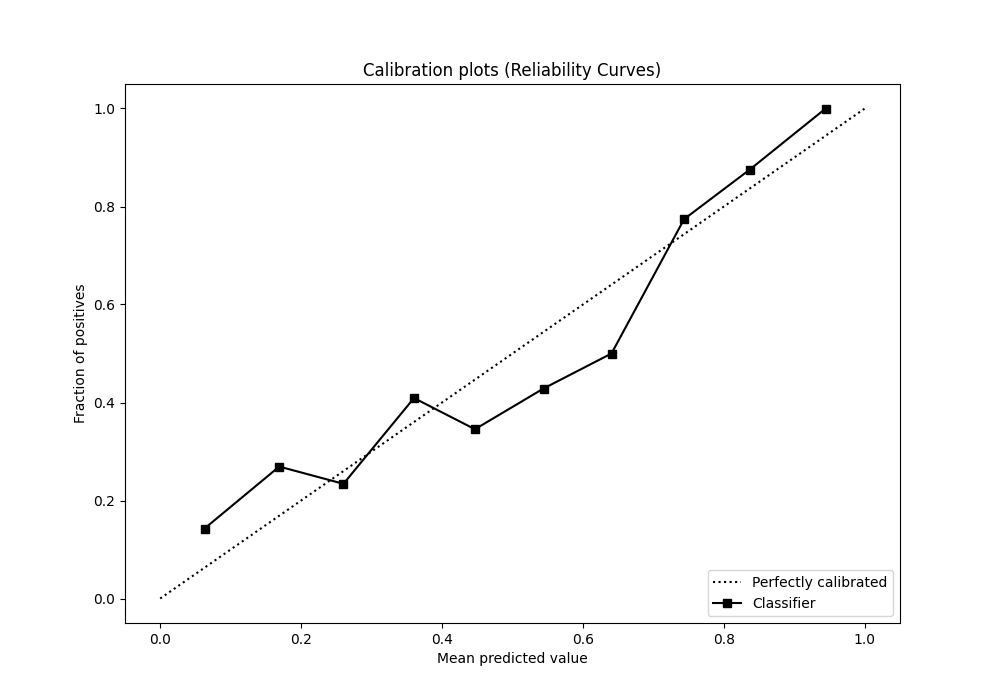 Calibration plots (Reliability Curves)
1.0
0.8
0.6
0.4
0.2
0.0
Fraction of positives
0.0 0.2 0.4 0.6 0.8 1.0
Mean predicted value
Perfectly calibrated
Classifier